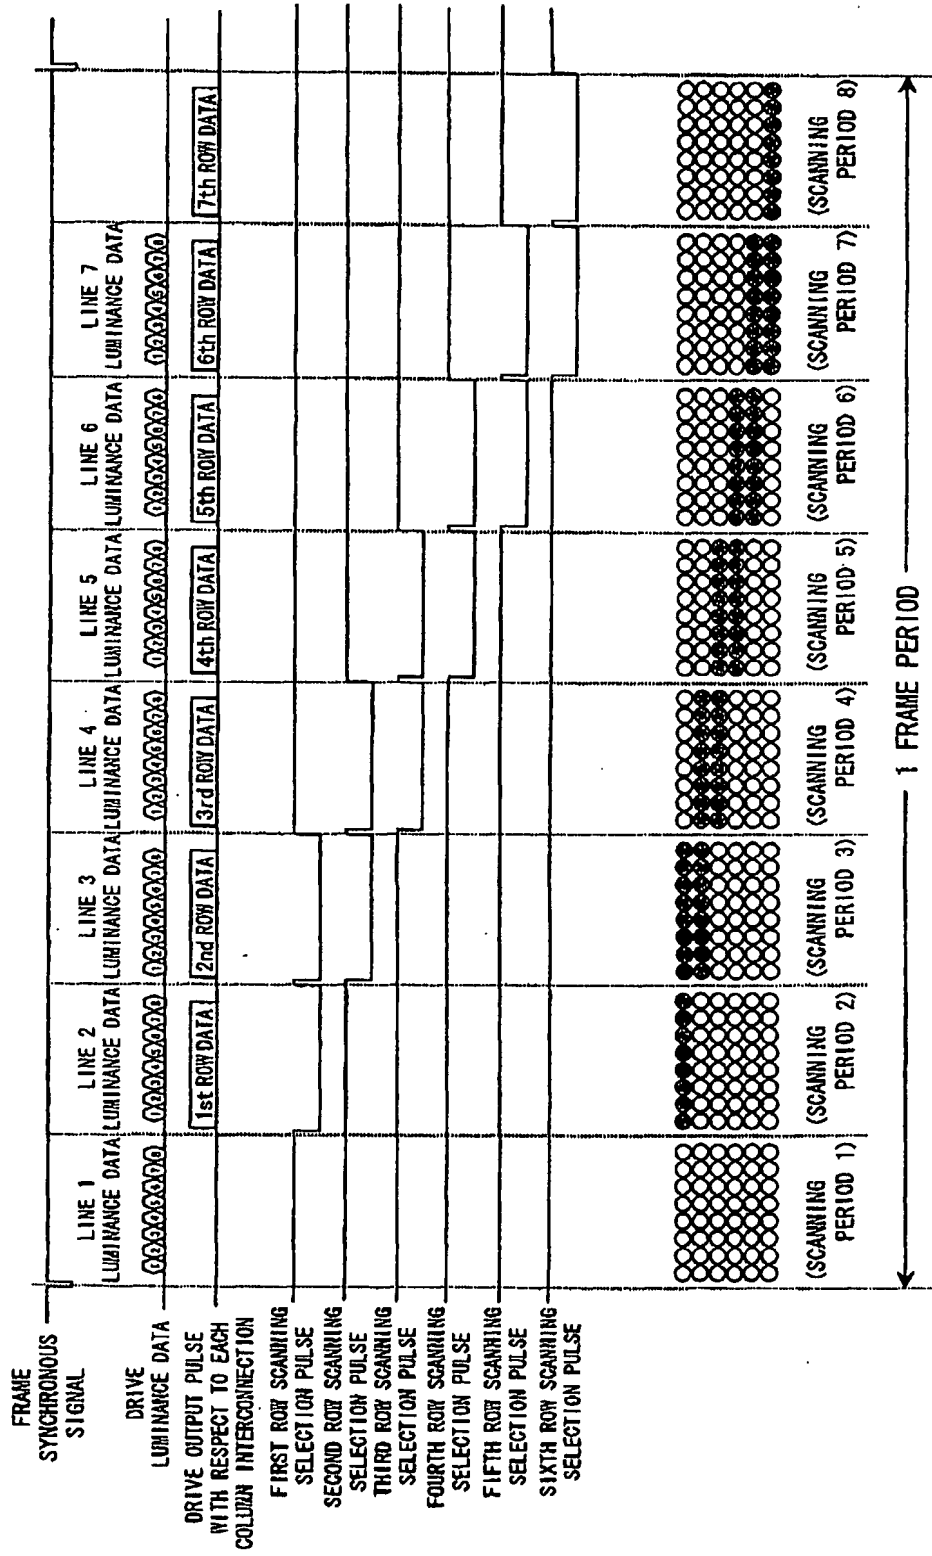 FRAME
SYNCHRONOUS
SIGNAL
DRIVE
LUMINANCE DATA
DRIVE OUTPUT PULSE
WITH RESPECT TO EACH
COLUMN INTERCONNECTION
FIRST ROW SCANNING
SELECTION PULSE
SECOND ROW SCANNING
SELECTION PULSE
THIRD ROW SCANNING
SELECTION PULSE
FOURTH ROW SCANNING
SELECTION PULSE
FIFTH ROW SCANNING
SELECTION PULSE
SIXTH ROW SCANNING
SELECTION PULSE
LINE 1
LUMINANCE DATA
LINE 2
LUMINANCE DATA
LINE 3
LUMINANCE DATA
LINE 4
LUMINANCE DATA
LINE 5
LUMINANCE DATA
LINE 6
LUMINANCE DATA
LINE 7
LUMINANCE DATA
1st ROW DATA
2nd ROW DATA
3rd ROW DATA
4th ROW DATA
5th ROW DATA
6th ROW DATA
7th ROW DATA
(SCANNING
PERIOD 1)
(SCANNING
PERIOD 2)
(SCANNING
PERIOD 3)
(SCANNING
PERIOD 4)
(SCANNING
PERIOD 5)
(SCANNING
PERIOD 6)
(SCANNING
PERIOD 7)
(SCANNING
PERIOD 8)
1 FRAME PERIOD